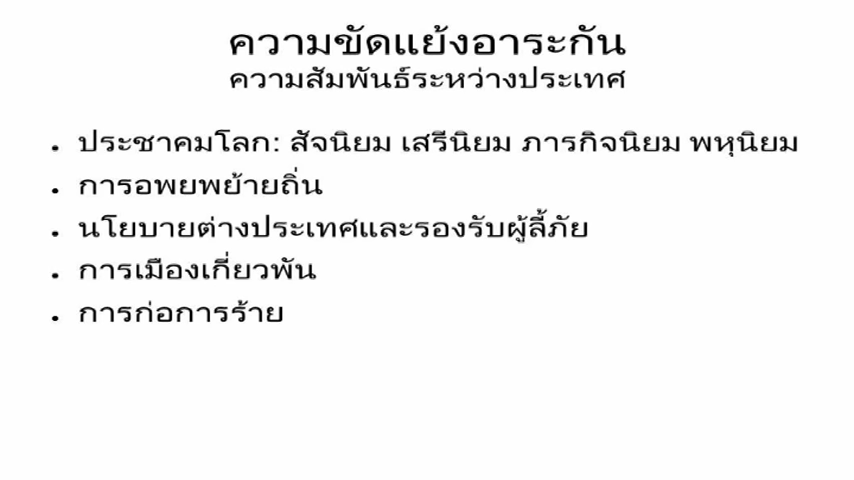 ความขัดแย้งอาระกัน
ความสัมพันธ์ระหว่างประเทศ
• ประชาคมโลก: สัจนิยม เสรีนิยม ภารกิจนิยม พหุนิยม
• การอพยพย้ายถิ่น
• นโยบายต่างประเทศและรองรับผู้ลี้ภัย
• การเมืองเกี่ยวพัน
• การก่อการร้าย